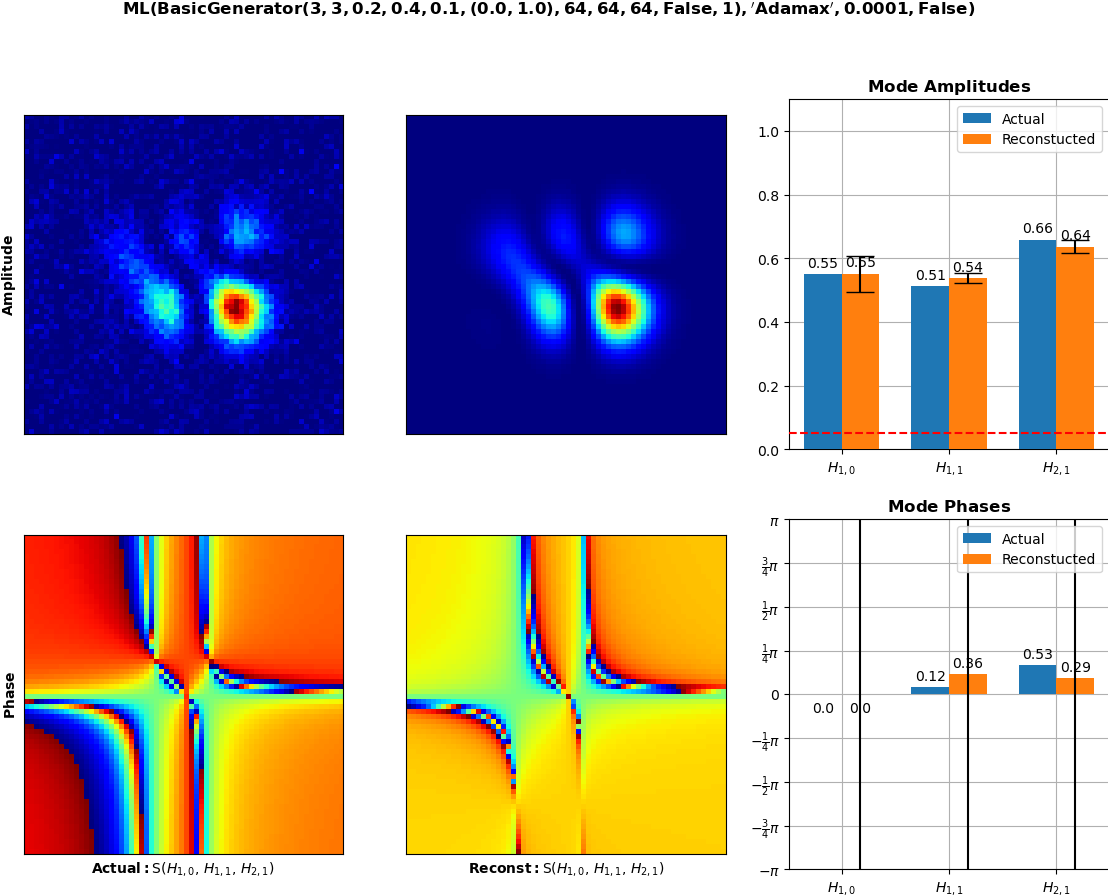 ML(BasicGenerator(3, 3, 0.2, 0.4, 0.1, (0.0, 1.0), 64, 64, 64, False, 1), ′Adamax′, 0.0001, False)
Amplitude
Mode Amplitudes
Actual
Reconstucted
1.0
0.8
0.6
0.4
0.2
0.0
0.55 0.55
0.51 0.54
0.66 0.64
H1,0 H1,1 H2,1
Phase
Actual: S(H1,0, H1,1, H2,1)
Reconst: S(H1,0, H1,1, H2,1)
Mode Phases
Actual
Reconstucted
π
3/4π
1/2π
1/4π
0
−1/4π
−1/2π
−3/4π
−π
0.0 0.0
0.12 0.36
0.53 0.29
H1,0 H1,1 H2,1